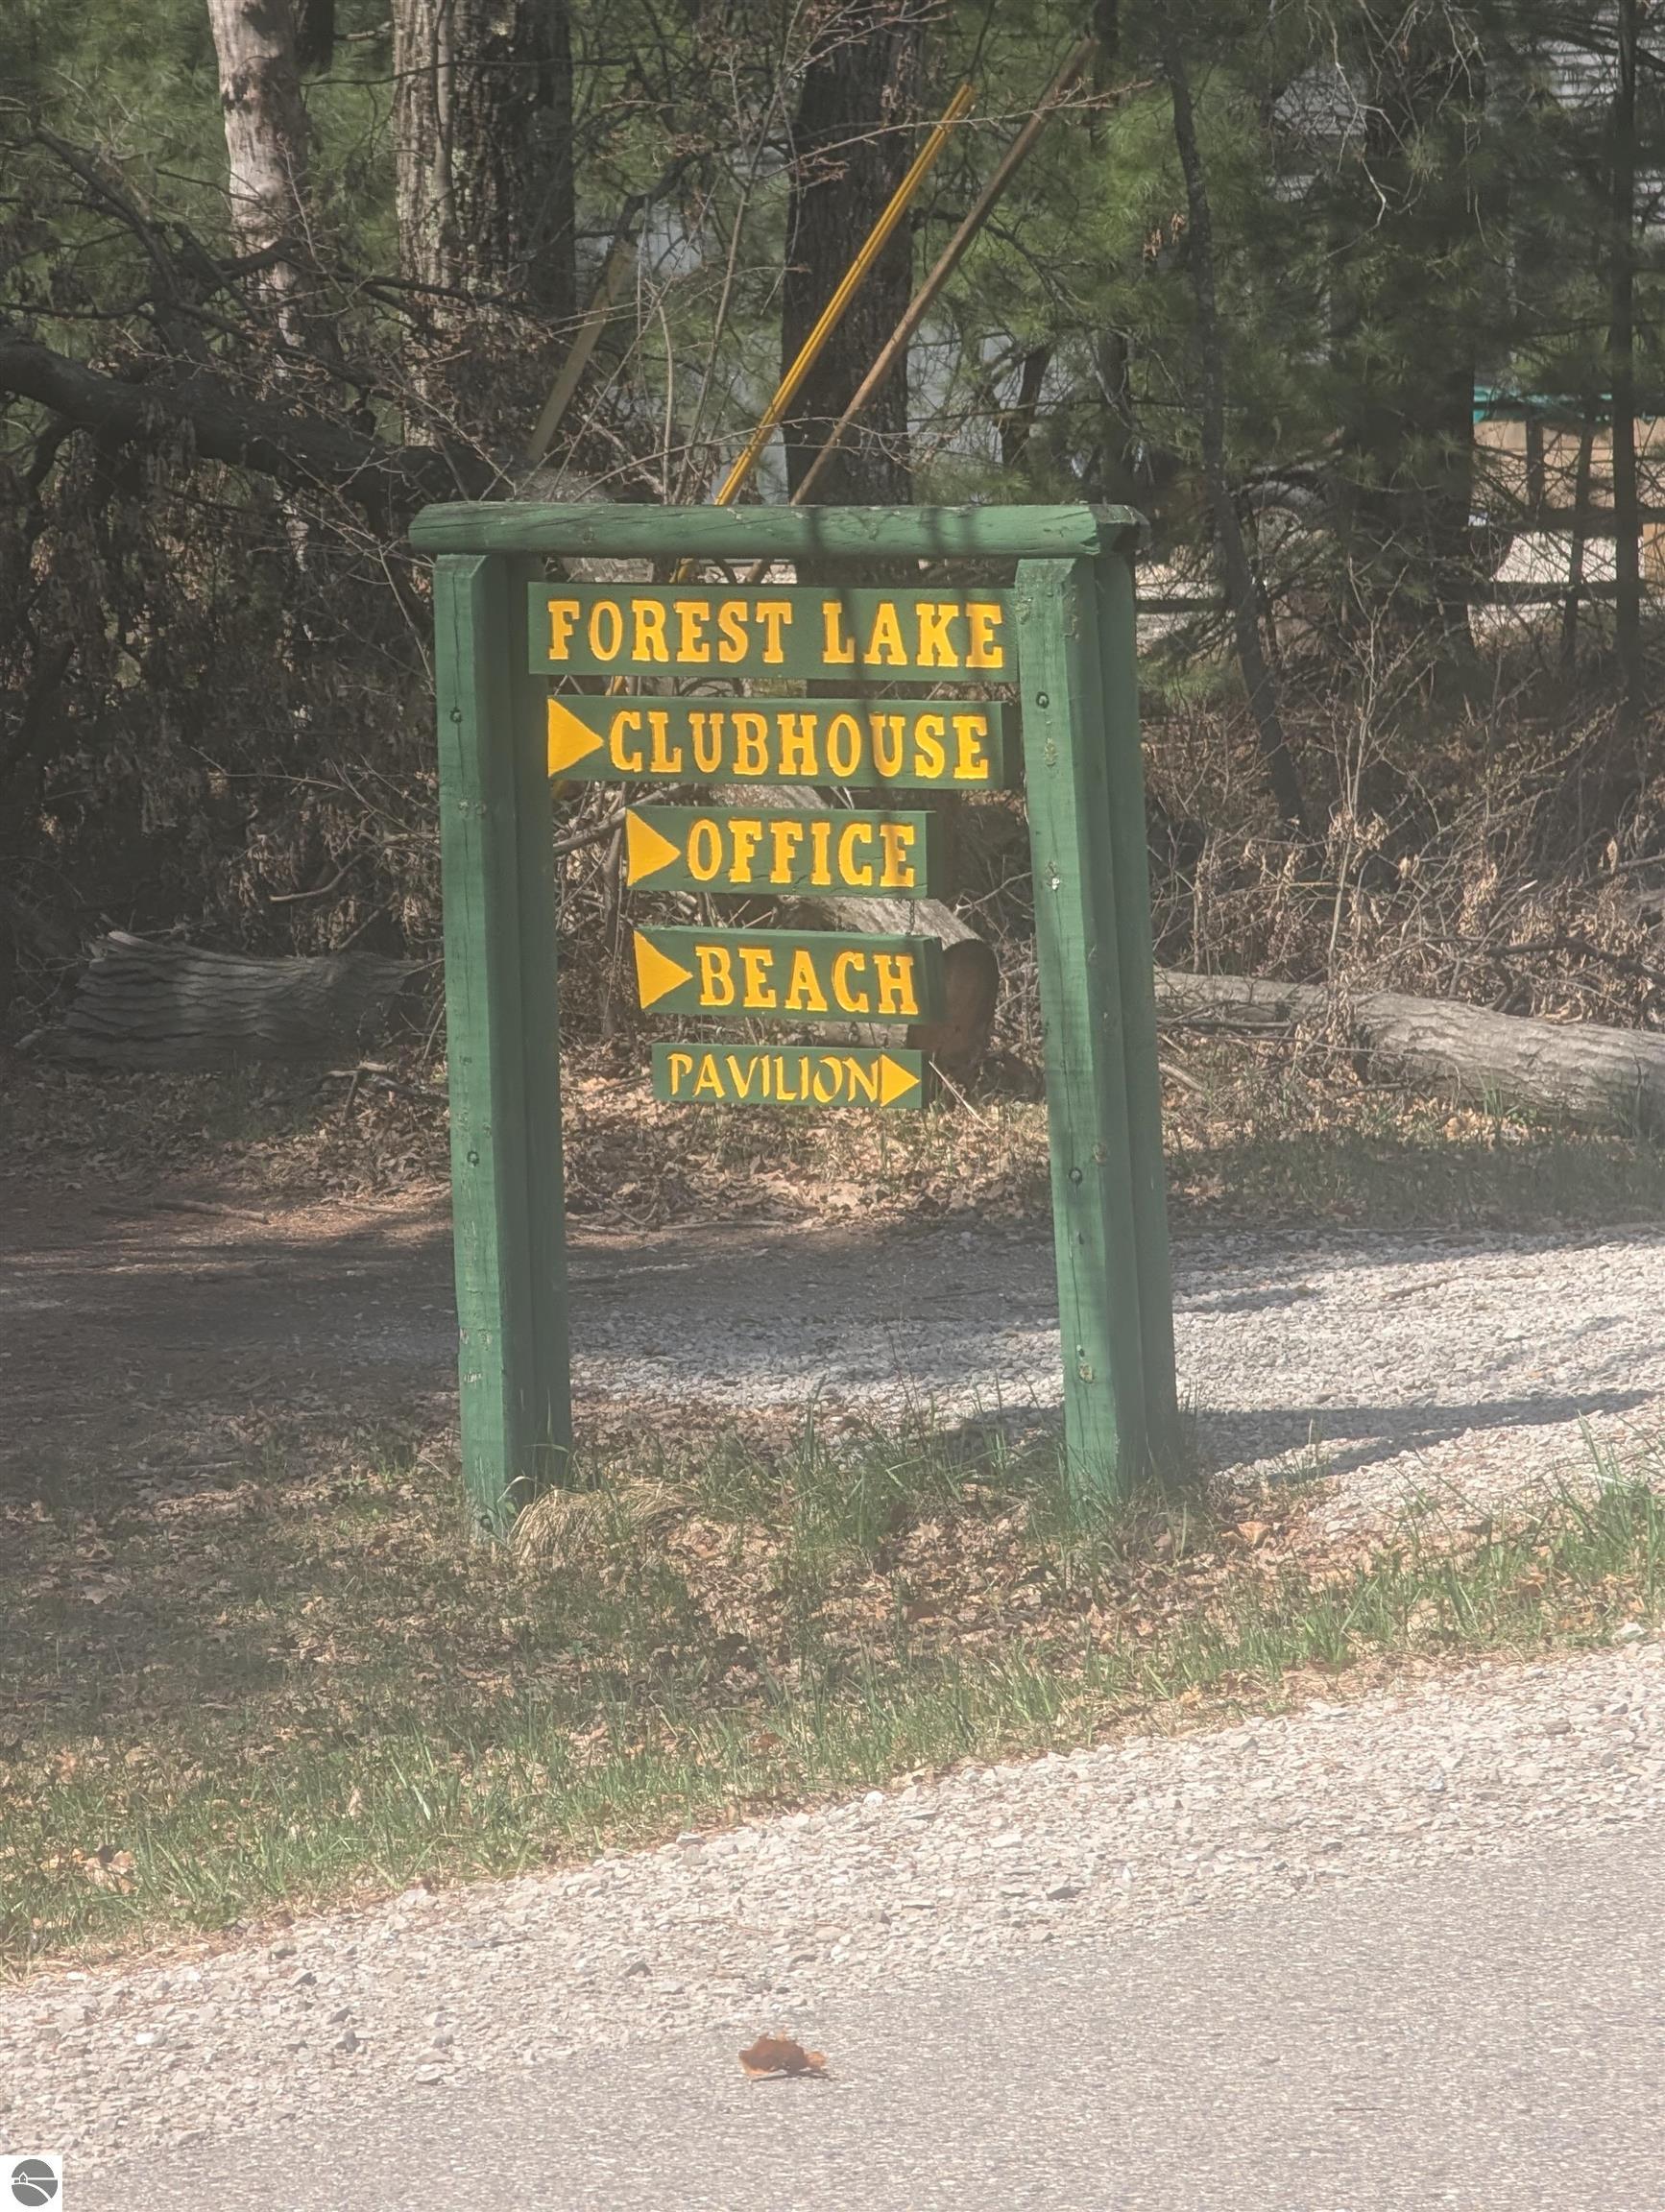 FOREST LAKE
CLUBHOUSE
OFFICE
BEACH
PAVILION